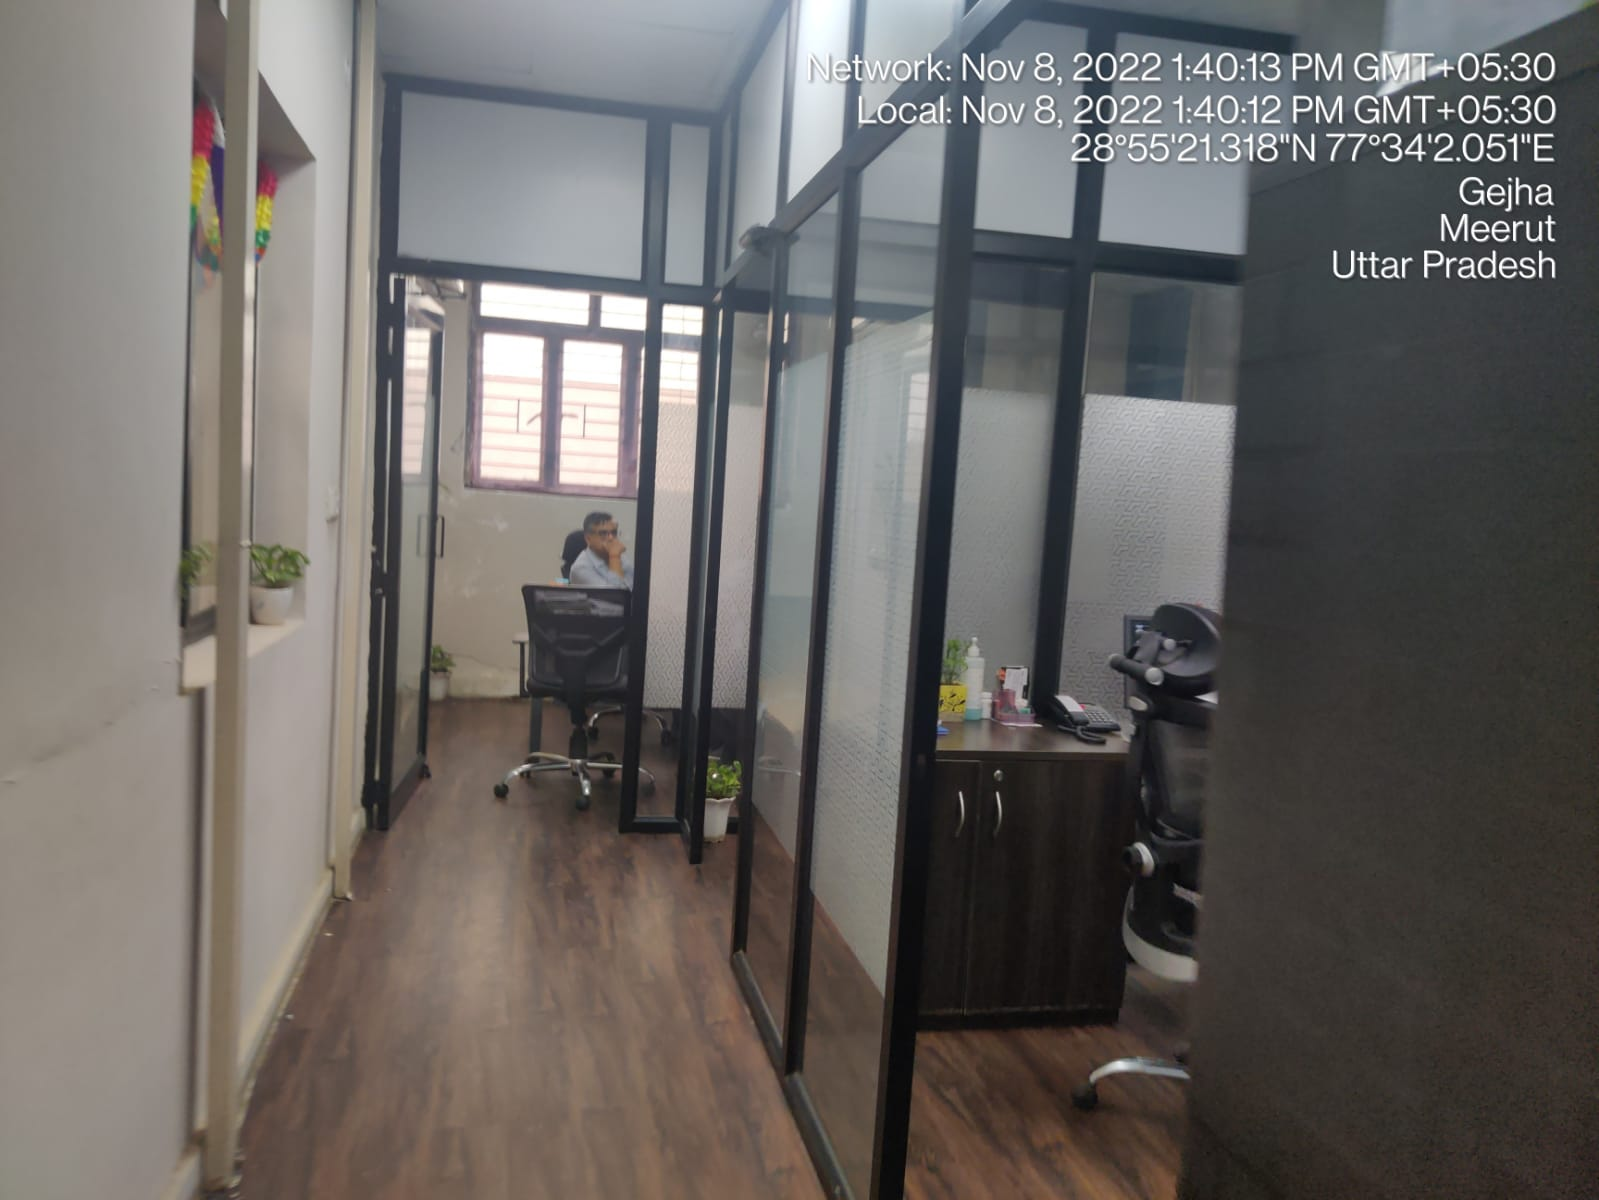 Network: Nov 8, 2022 1:40:13 PM GMT+05:30
Local: Nov 8, 2022 1:40:12 PM GMT+05:30
28°55'21.318"N 77°34'2.051"E
Gejha
Meerut
Uttar Pradesh